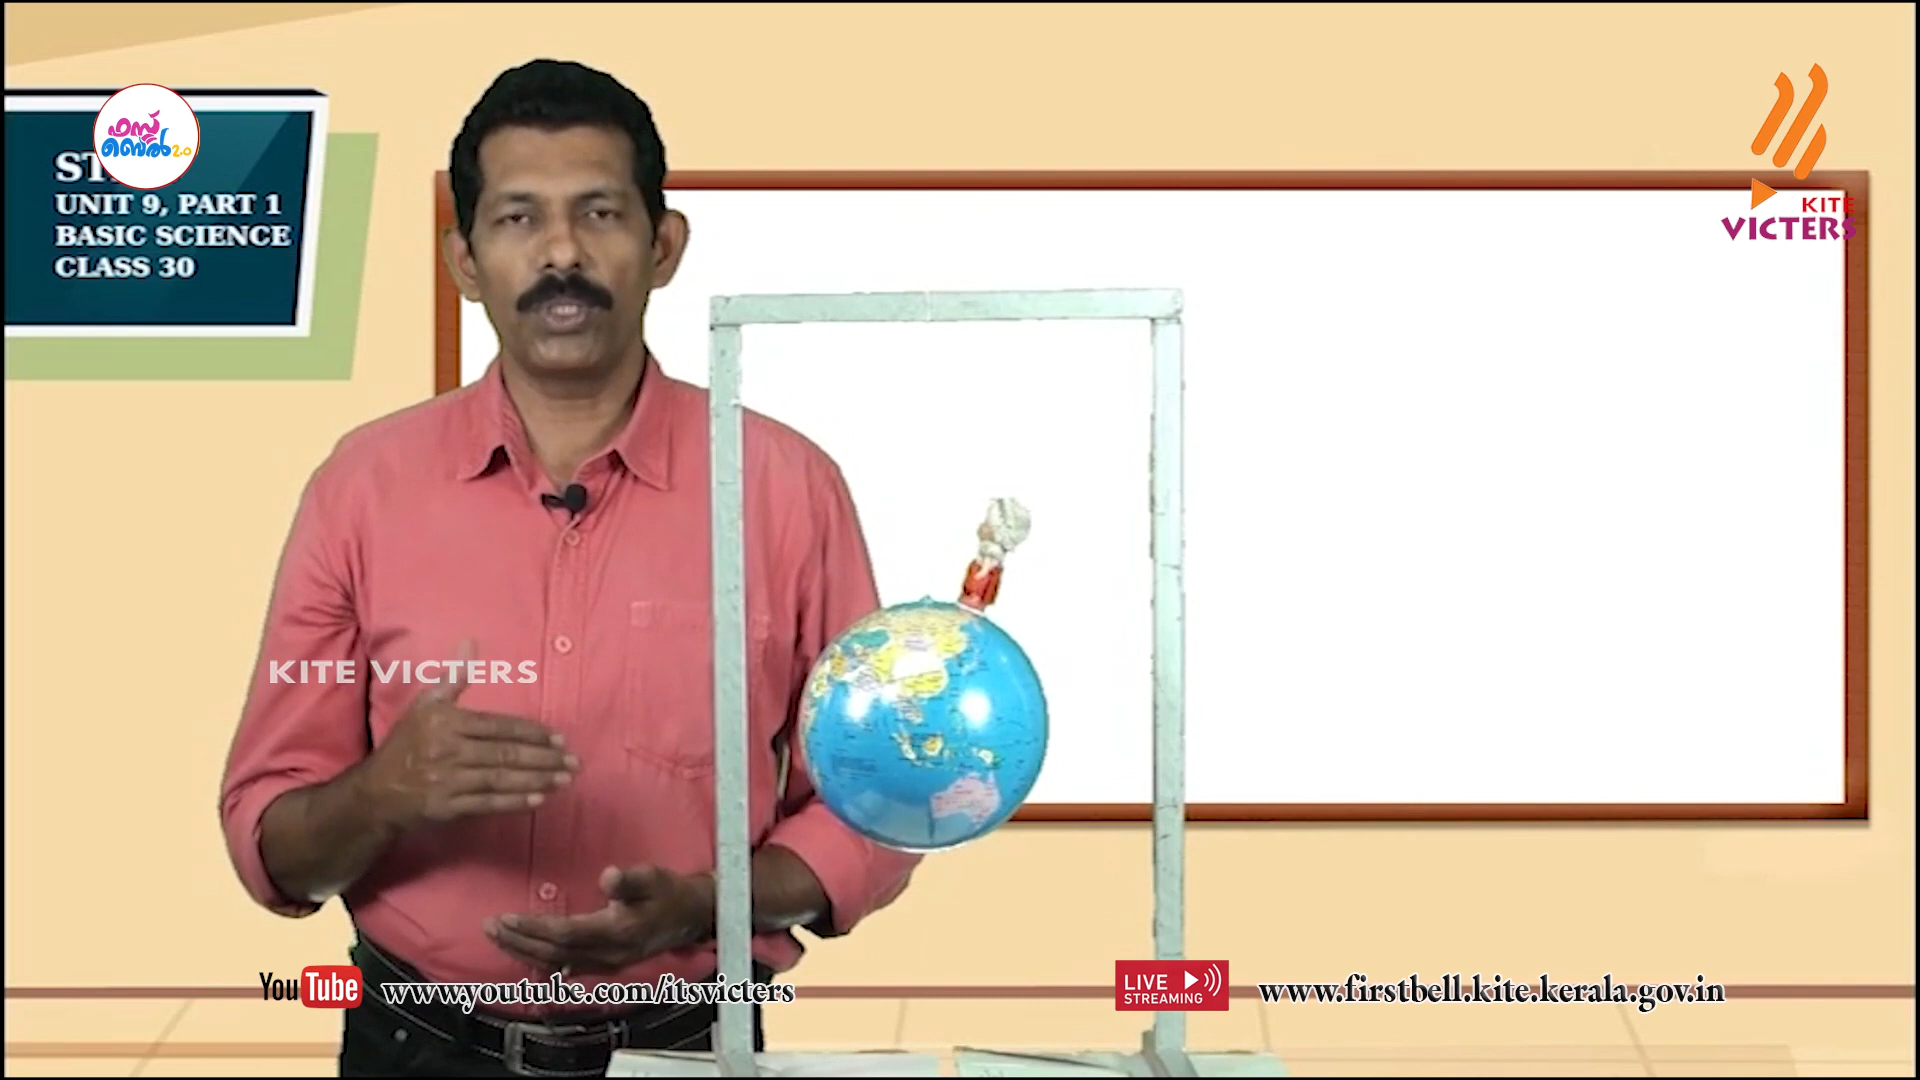 ഫസ്റ്റ്
ബെൽ 2.0
UNIT 9, PART 1
BASIC SCIENCE
CLASS 30
KITE
VICTERS
KITE VICTERS
YouTube
www.youtube.com/itsvicters
LIVE
STREAMING
www.firstbell.kite.kerala.gov.in